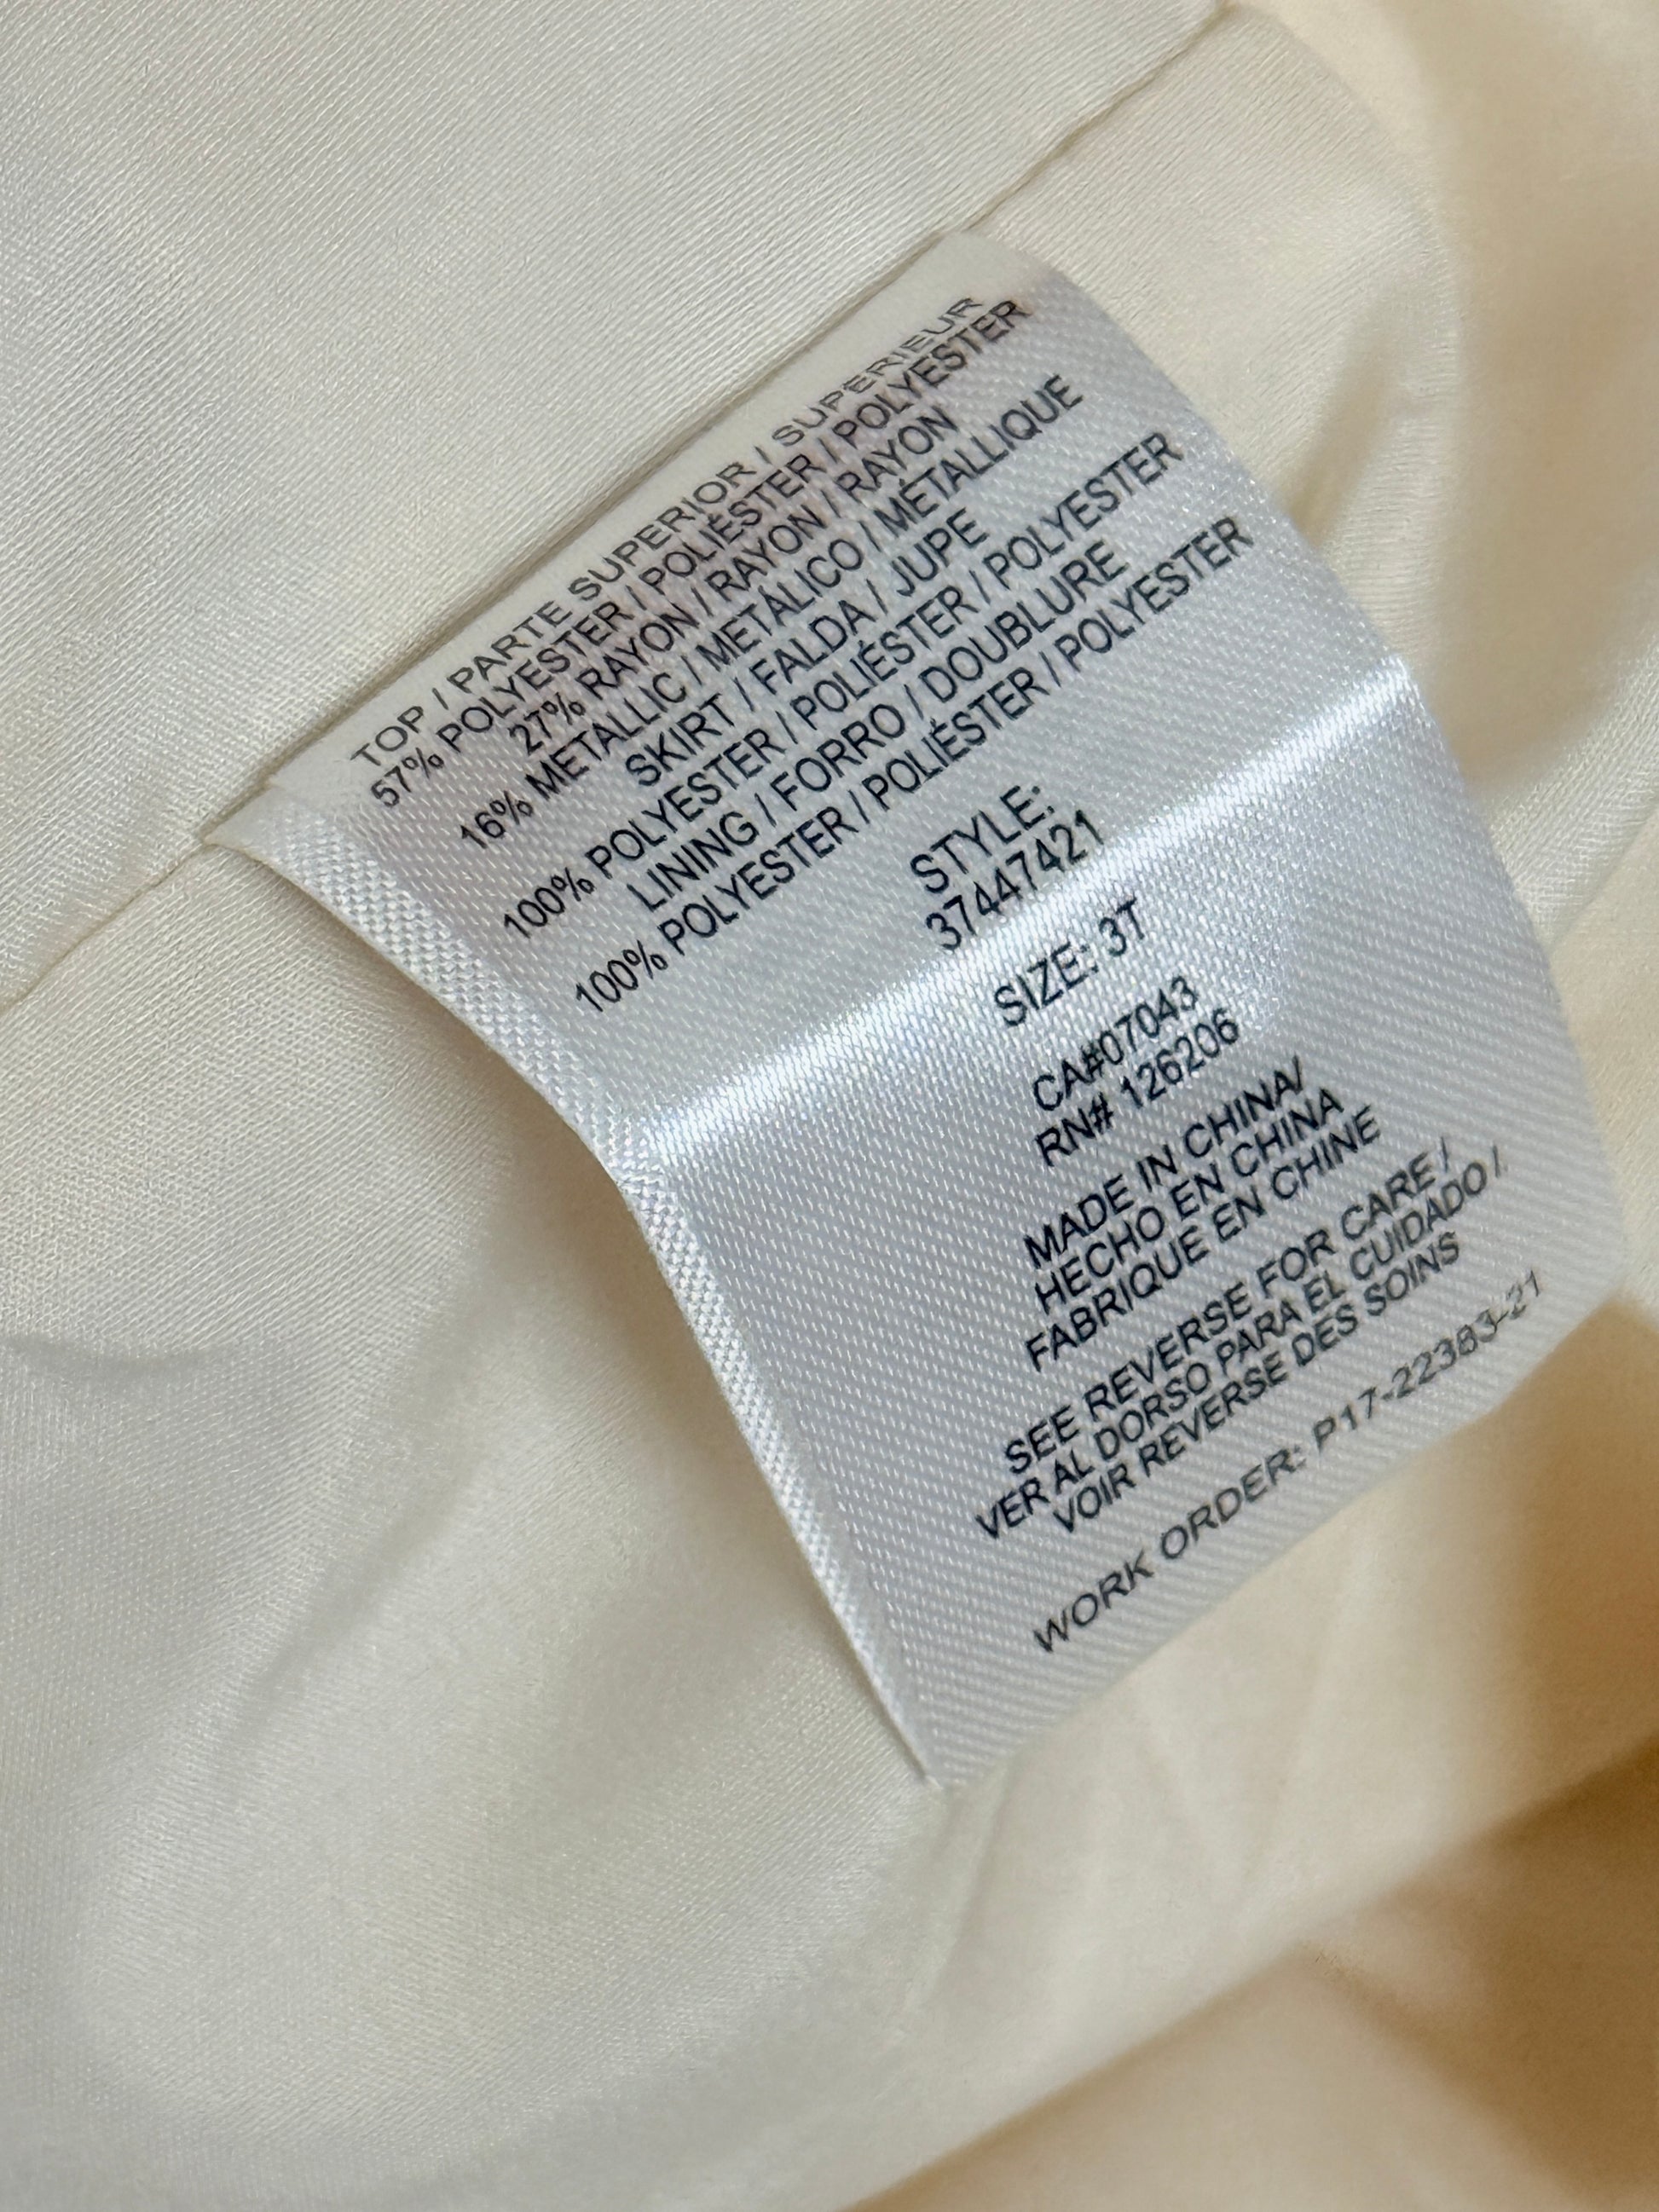 TOP / PARTE SUPERIOR / SUPÉRIEUR
57% POLYESTER / POLIÉSTER / POLYESTER
27% RAYON / RAYON / RAYON
16% METALLIC / METÁLICO / MÉTALLIQUE
SKIRT / FALDA / JUPE
100% POLYESTER / POLIÉSTER / POLYESTER
LINING / FORRO / DOUBLURE
100% POLYESTER / POLIÉSTER / POLYESTER
STYLE:
37447421
SIZE: 3T
CA#07043
RN# 126206
MADE IN CHINA/
HECHO EN CHINA
FABRIQUE EN CHINE
SEE REVERSE FOR CARE /
VER AL DORSO PARA EL CUIDADO /
VOIR REVERSE DES SOINS
WORK ORDER: P17-22383-21